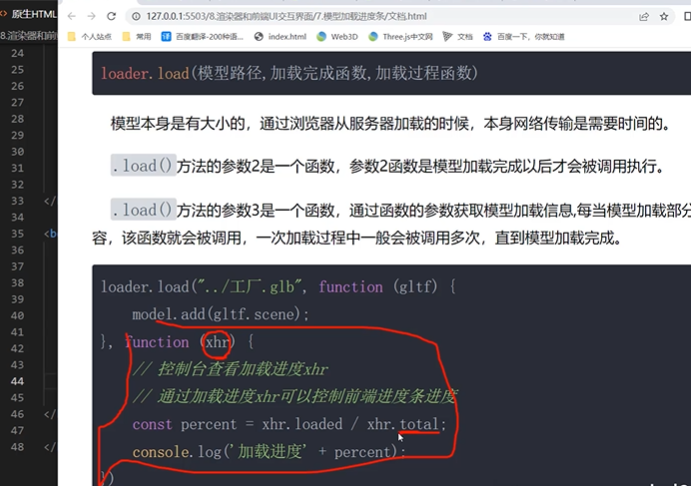 原生HTML
127.0.0.1:5503/8.渲染器和前端UI交互界面/7.模型加载进度条/文档.html
8.渲染器和前
应用 常用 百度翻译-200种语... index.html Web3D Three.js中文网 文档 百度一下，你就知道
24
25
26
27
28
29
30
31
32
33 </
34
35 <b
36
37
38
39
40
41
42
43
44
45
46 </
47
48 </
loader.load(模型路径,加载完成函数,加载过程函数)
模型本身是有大小的，通过浏览器从服务器加载的时候，本身网络传输是需要时间的。
.load()方法的参数2是一个函数，参数2函数是模型加载完成以后才会被调用执行。
.load()方法的参数3是一个函数，通过函数的参数获取模型加载信息,每当模型加载部分
容，该函数就会被调用，一次加载过程中一般会被调用多次，直到模型加载完成。
loader.load("../工厂.glb", function (gltf) {
model.add(gltf.scene);
}, function (xhr) {
// 控制台查看加载进度xhr
// 通过加载进度xhr可以控制前端进度条进度
const percent = xhr.loaded / xhr.total;
console.log('加载进度' + percent);
})